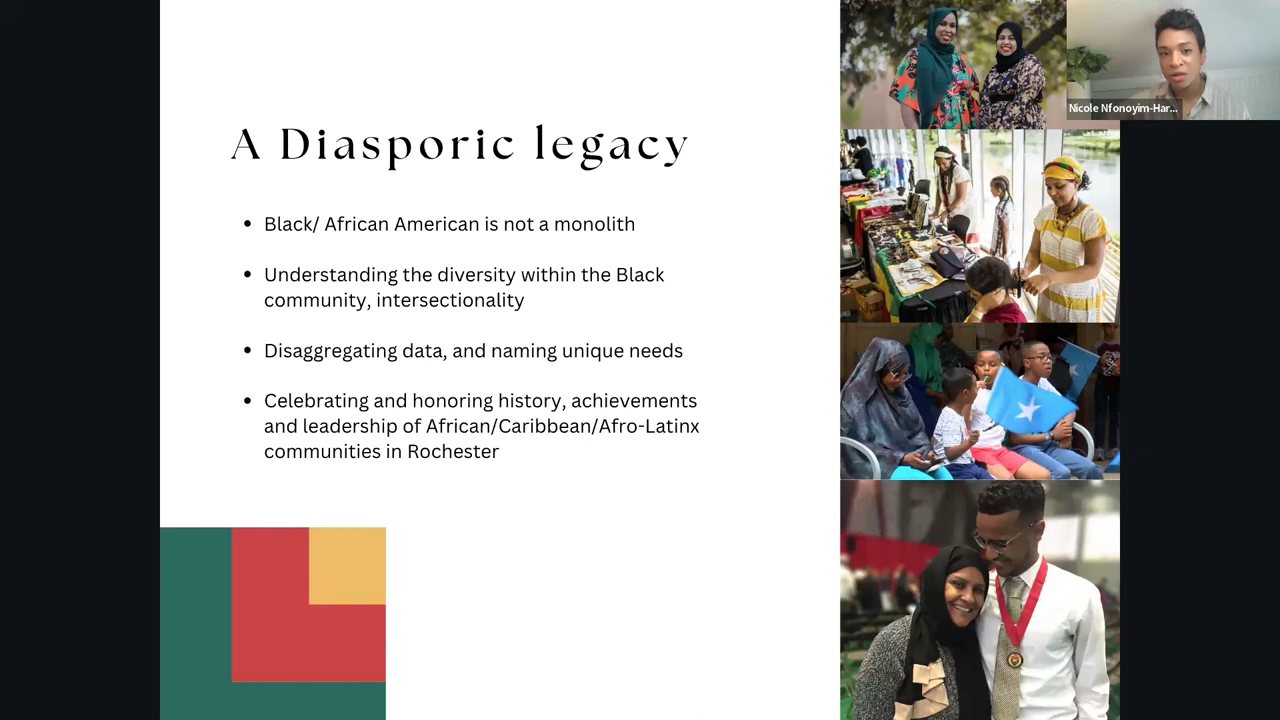 A Diasporic legacy
Black/ African American is not a monolith
Understanding the diversity within the Black
community, intersectionality
Disaggregating data, and naming unique needs
Celebrating and honoring history, achievements
and leadership of African/Caribbean/Afro-Latinx
communities in Rochester
Nicole Nfonoyim-Har...